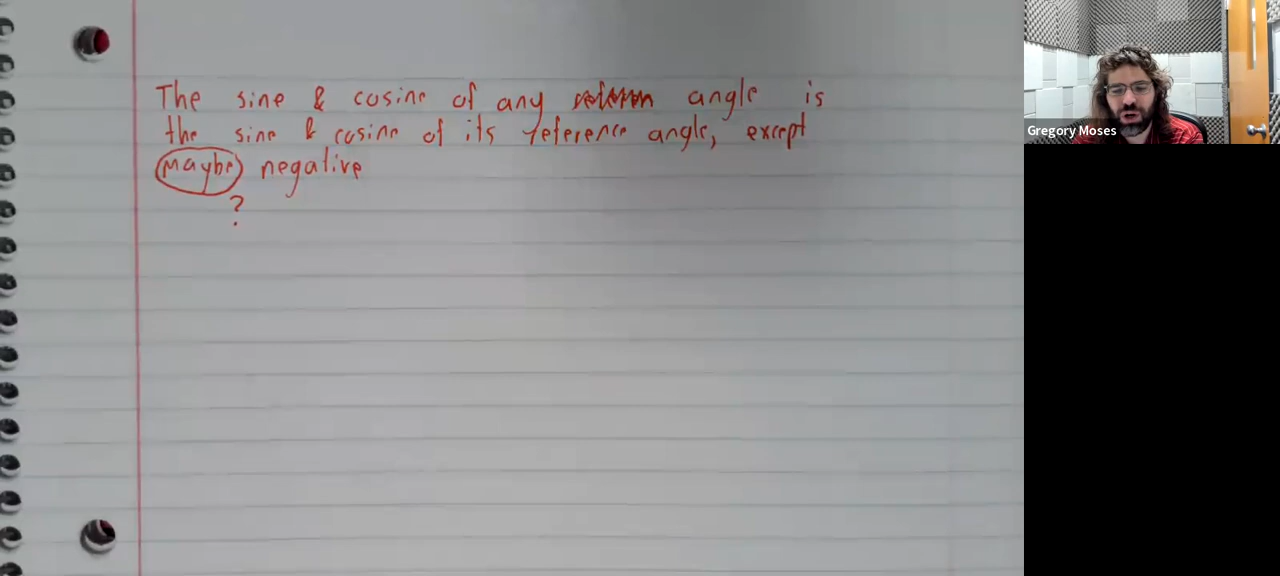 The sine & cosine of any angle is
the sine & cosine of its reference angle, except
maybe negative
?
Gregory Moses